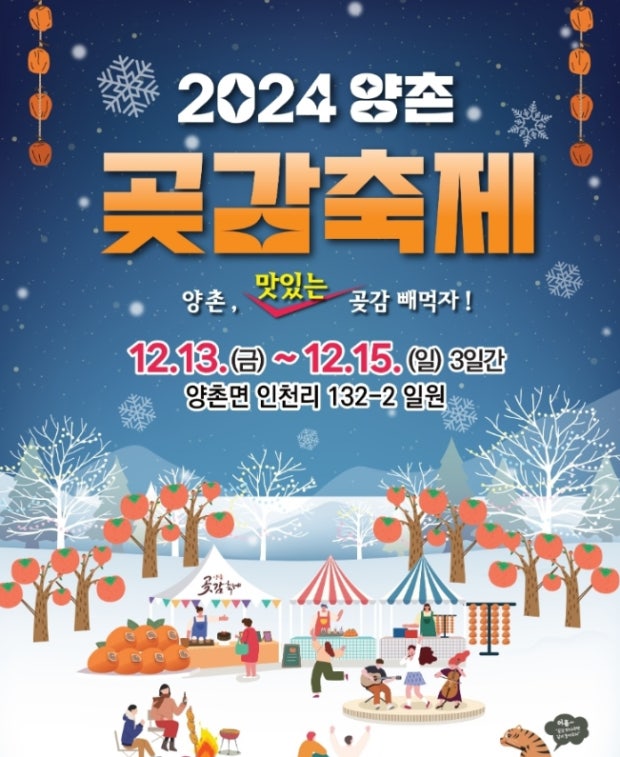 2024 양촌
곶감축제
양촌, 맛있는 곶감 빼먹자!
12.13.(금) ~ 12.15.(일) 3일간
양촌면 인천리 132-2 일원
곶감축제